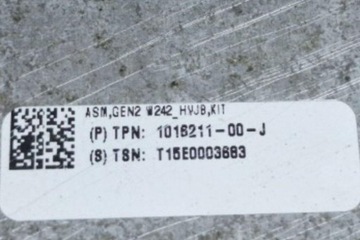 ASM,GEN2 W242_HVJB,KIT
(P) TPN: 1016211-00-J
(S) TSN: T15E0003683